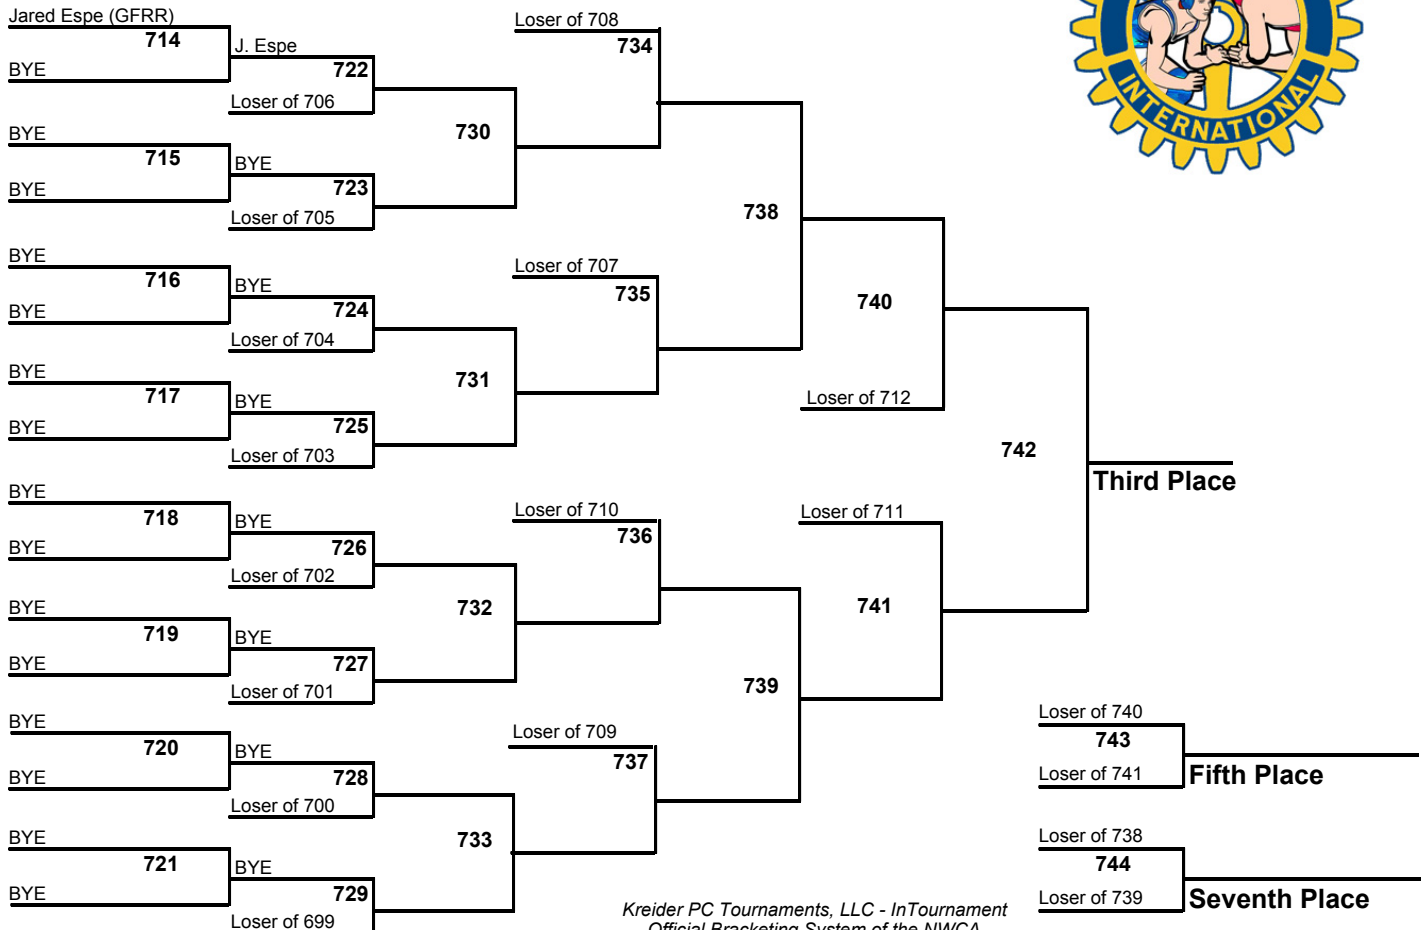 Jared Espe (GFRR)
714
BYE
J. Espe
722
Loser of 706
BYE
715
BYE
BYE
723
Loser of 705
730
Loser of 708
734
BYE
716
BYE
BYE
724
Loser of 704
BYE
717
BYE
BYE
725
Loser of 703
731
Loser of 707
735
738
740
Loser of 712
BYE
718
BYE
BYE
726
Loser of 702
BYE
719
BYE
BYE
727
Loser of 701
732
Loser of 710
736
BYE
720
BYE
BYE
728
Loser of 700
BYE
721
BYE
BYE
729
Loser of 699
733
Loser of 709
737
739
Loser of 711
741
742
Third Place
Loser of 740
743
Loser of 741
Fifth Place
Loser of 738
744
Loser of 739
Seventh Place
INTERNATIONAL
Kreider PC Tournaments, LLC - InTournament
Official Bracketing System of the NWCA